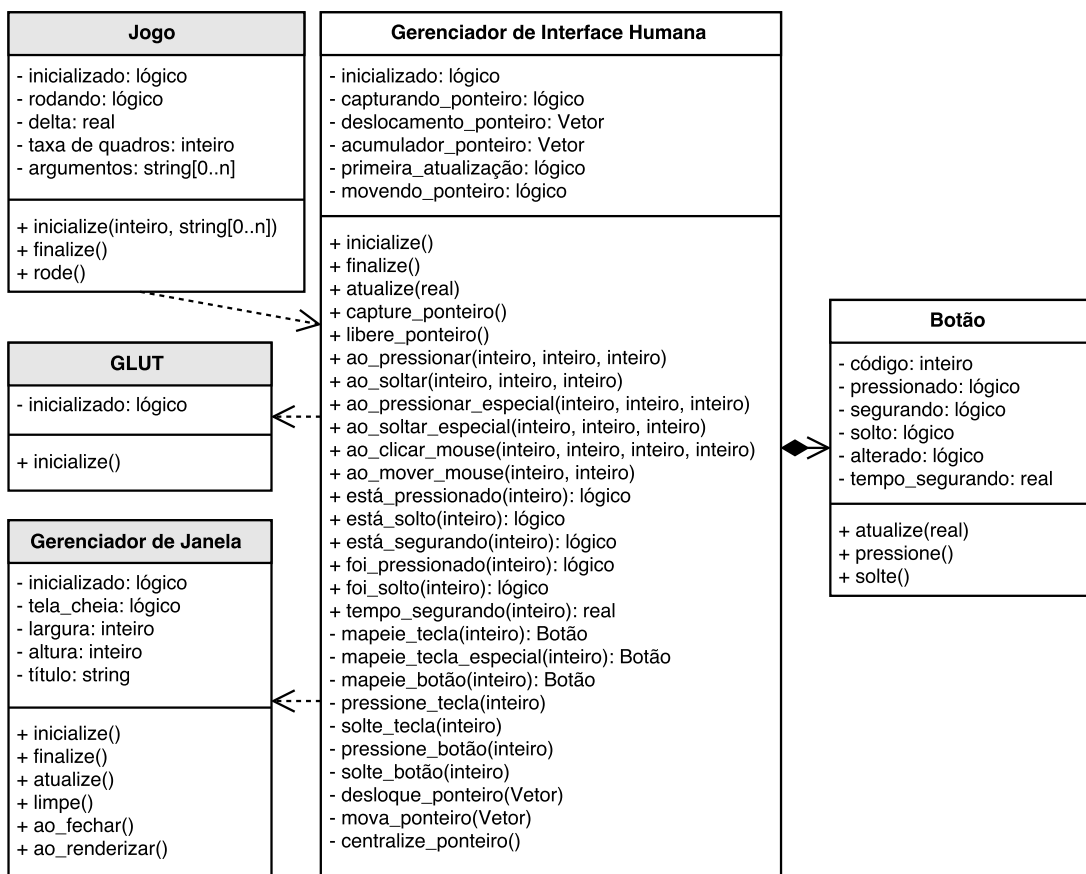 Jogo
- inicializado: lógico
- rodando: lógico
- delta: real
- taxa de quadros: inteiro
- argumentos: string[0..n]
+ inicialize(inteiro, string[0..n])
+ finalize()
+ rode()
GLUT
- inicializado: lógico
+ inicialize()
Gerenciador de Janela
- inicializado: lógico
- tela_cheia: lógico
- largura: inteiro
- altura: inteiro
- título: string
+ inicialize()
+ finalize()
+ atualize()
+ limpe()
+ ao_fechar()
+ ao_renderizar()
Gerenciador de Interface Humana
- inicializado: lógico
- capturando_ponteiro: lógico
- deslocamento_ponteiro: Vetor
- acumulador_ponteiro: Vetor
- primeira_atualização: lógico
- movendo_ponteiro: lógico
+ inicialize()
+ finalize()
+ atualize(real)
+ capture_ponteiro()
+ libere_ponteiro()
+ ao_pressionar(inteiro, inteiro, inteiro)
+ ao_soltar(inteiro, inteiro, inteiro)
+ ao_pressionar_especial(inteiro, inteiro, inteiro)
+ ao_soltar_especial(inteiro, inteiro, inteiro)
+ ao_clicar_mouse(inteiro, inteiro, inteiro, inteiro)
+ ao_mover_mouse(inteiro, inteiro)
+ está_pressionado(inteiro): lógico
+ está_solto(inteiro): lógico
+ está_segurando(inteiro): lógico
+ foi_pressionado(inteiro): lógico
+ foi_solto(inteiro): lógico
+ tempo_segurando(inteiro): real
- mapeie_tecla(inteiro): Botão
- mapeie_tecla_especial(inteiro): Botão
- mapeie_botão(inteiro): Botão
- pressione_tecla(inteiro)
- solte_tecla(inteiro)
- pressione_botão(inteiro)
- solte_botão(inteiro)
- desloque_ponteiro(Vetor)
- mova_ponteiro(Vetor)
- centralize_ponteiro()
Botão
- código: inteiro
- pressionado: lógico
- segurando: lógico
- solto: lógico
- alterado: lógico
- tempo_segurando: real
+ atualize(real)
+ pressione()
+ solte()